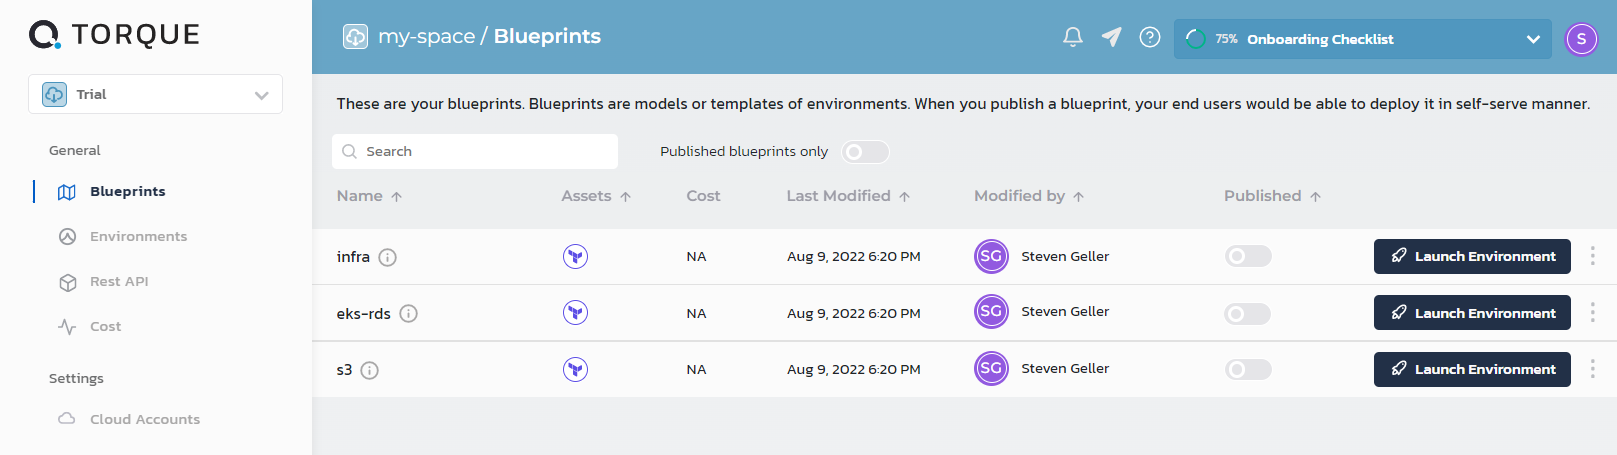 TORQUE
my-space / Blueprints
75% Onboarding Checklist
S
Trial
These are your blueprints. Blueprints are models or templates of environments. When you publish a blueprint, your end users would be able to deploy it in self-serve manner.
General
Search
Published blueprints only
Blueprints
Name Assets Cost Last Modified Modified by Published
Environments
infra NA Aug 9, 2022 6:20 PM SG Steven Geller Launch Environment
Rest API
eks-rds NA Aug 9, 2022 6:20 PM SG Steven Geller Launch Environment
Cost
s3 NA Aug 9, 2022 6:20 PM SG Steven Geller Launch Environment
Settings
Cloud Accounts